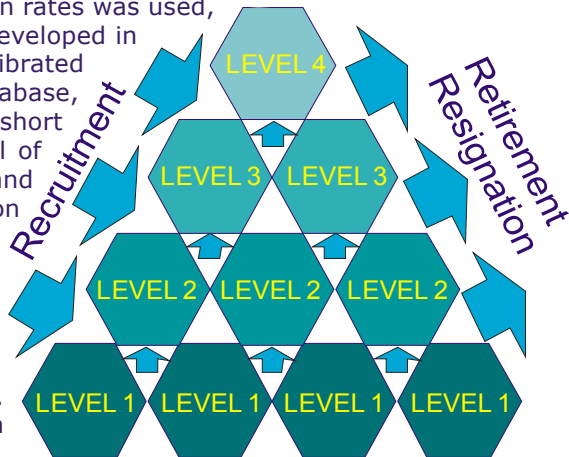 n rates was used,
eveloped in
ibrated
abase,
short
l of
and
on
.
Recruitment
Retirement
Resignation
LEVEL 4
LEVEL 3 LEVEL 3
LEVEL 2 LEVEL 2 LEVEL 2
LEVEL 1 LEVEL 1 LEVEL 1 LEVEL 1